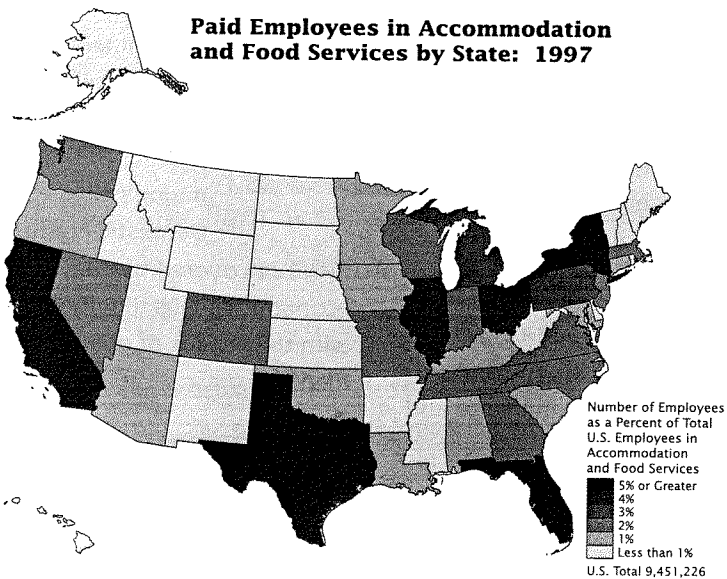 Paid Employees in Accommodation
and Food Services by State: 1997
Number of Employees
as a Percent of Total
U.S. Employees in
Accommodation
and Food Services
5% or Greater
4%
3%
2%
1%
Less than 1%
U.S. Total 9,451,226